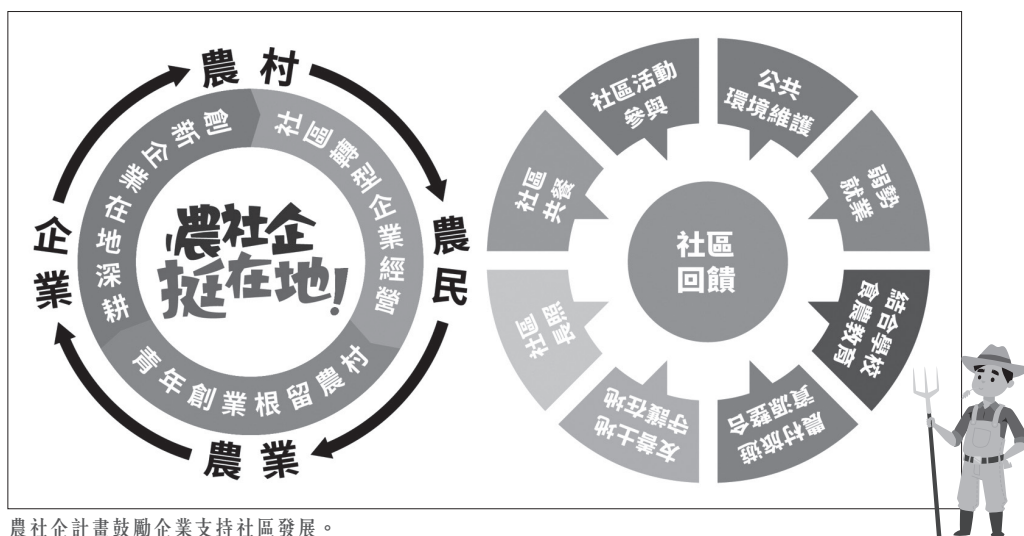 農村
農民
農業
企業
社區轉型企業經營
青年創業根留農村
創新企業在地深耕
農社企
挺在地!
社區
回饋
公共
環境維護
弱勢
就業
結合學校
食農教育
農村旅遊
資源整合
友善土地
守護在地
社區
長照
社區
共餐
社區活動
參與
農社企計畫鼓勵企業支持社區發展。